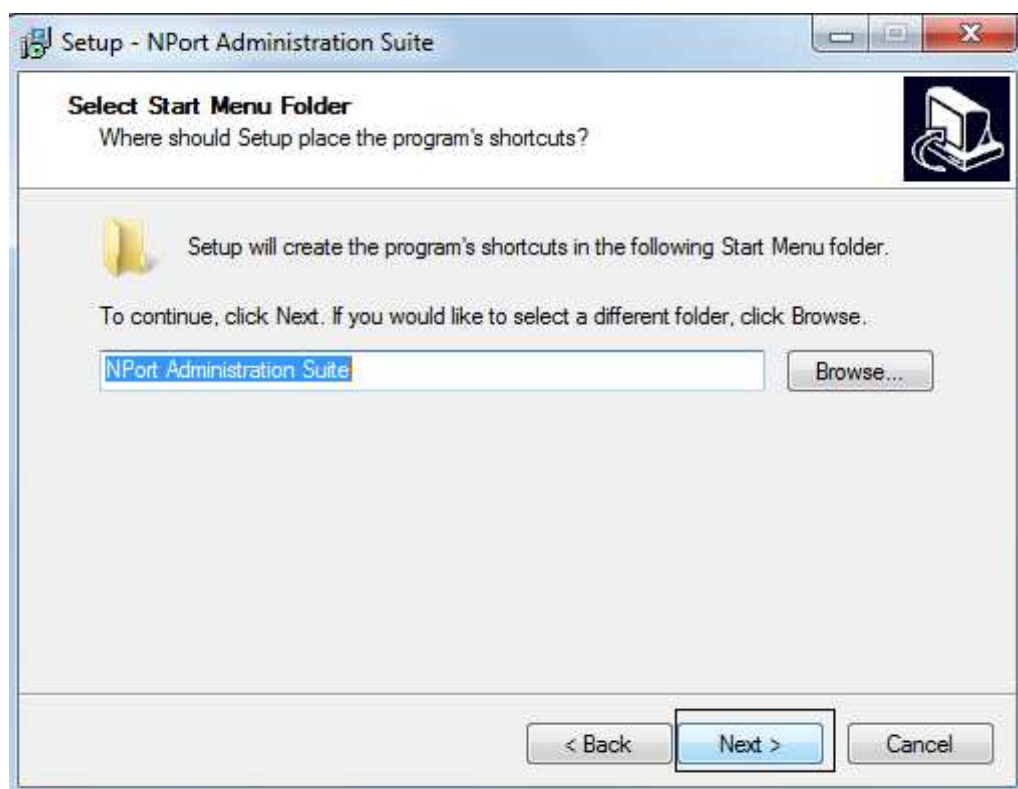 Setup - NPort Administration Suite
Select Start Menu Folder
Where should Setup place the program's shortcuts?
Setup will create the program's shortcuts in the following Start Menu folder.
To continue, click Next. If you would like to select a different folder, click Browse.
NPort Administration Suite
Browse...
< Back
Next >
Cancel